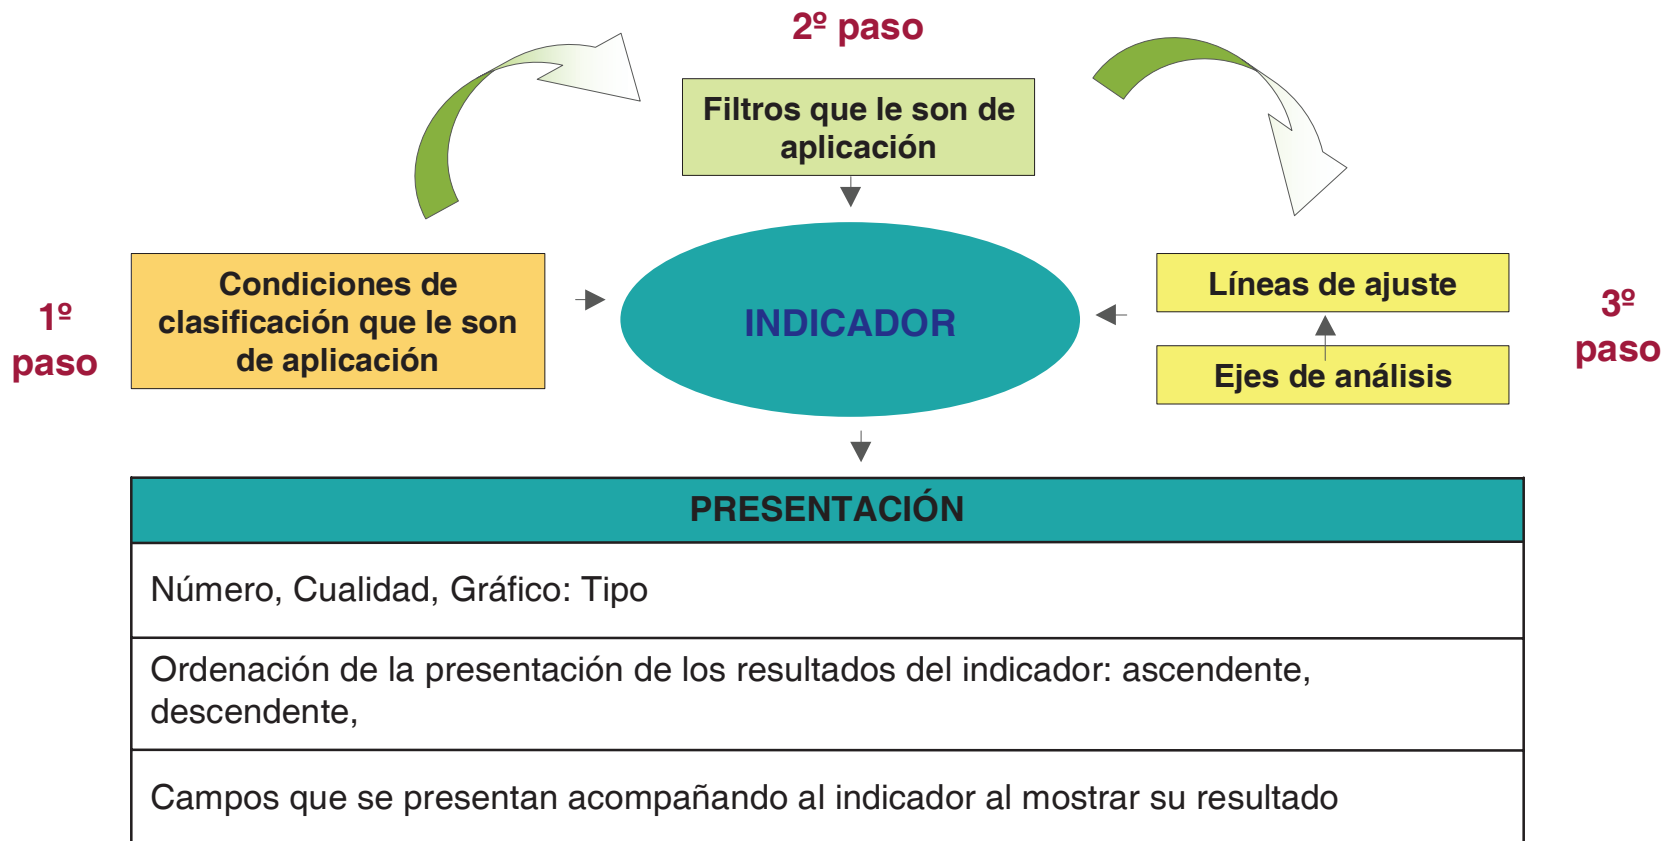 2º paso
Filtros que le son de
aplicación
1º
paso
Condiciones de
clasificación que le son
de aplicación
INDICADOR
Líneas de ajuste
Ejes de análisis
3º
paso
PRESENTACIÓN
Número, Cualidad, Gráfico: Tipo
Ordenación de la presentación de los resultados del indicador: ascendente,
descendente,
Campos que se presentan acompañando al indicador al mostrar su resultado